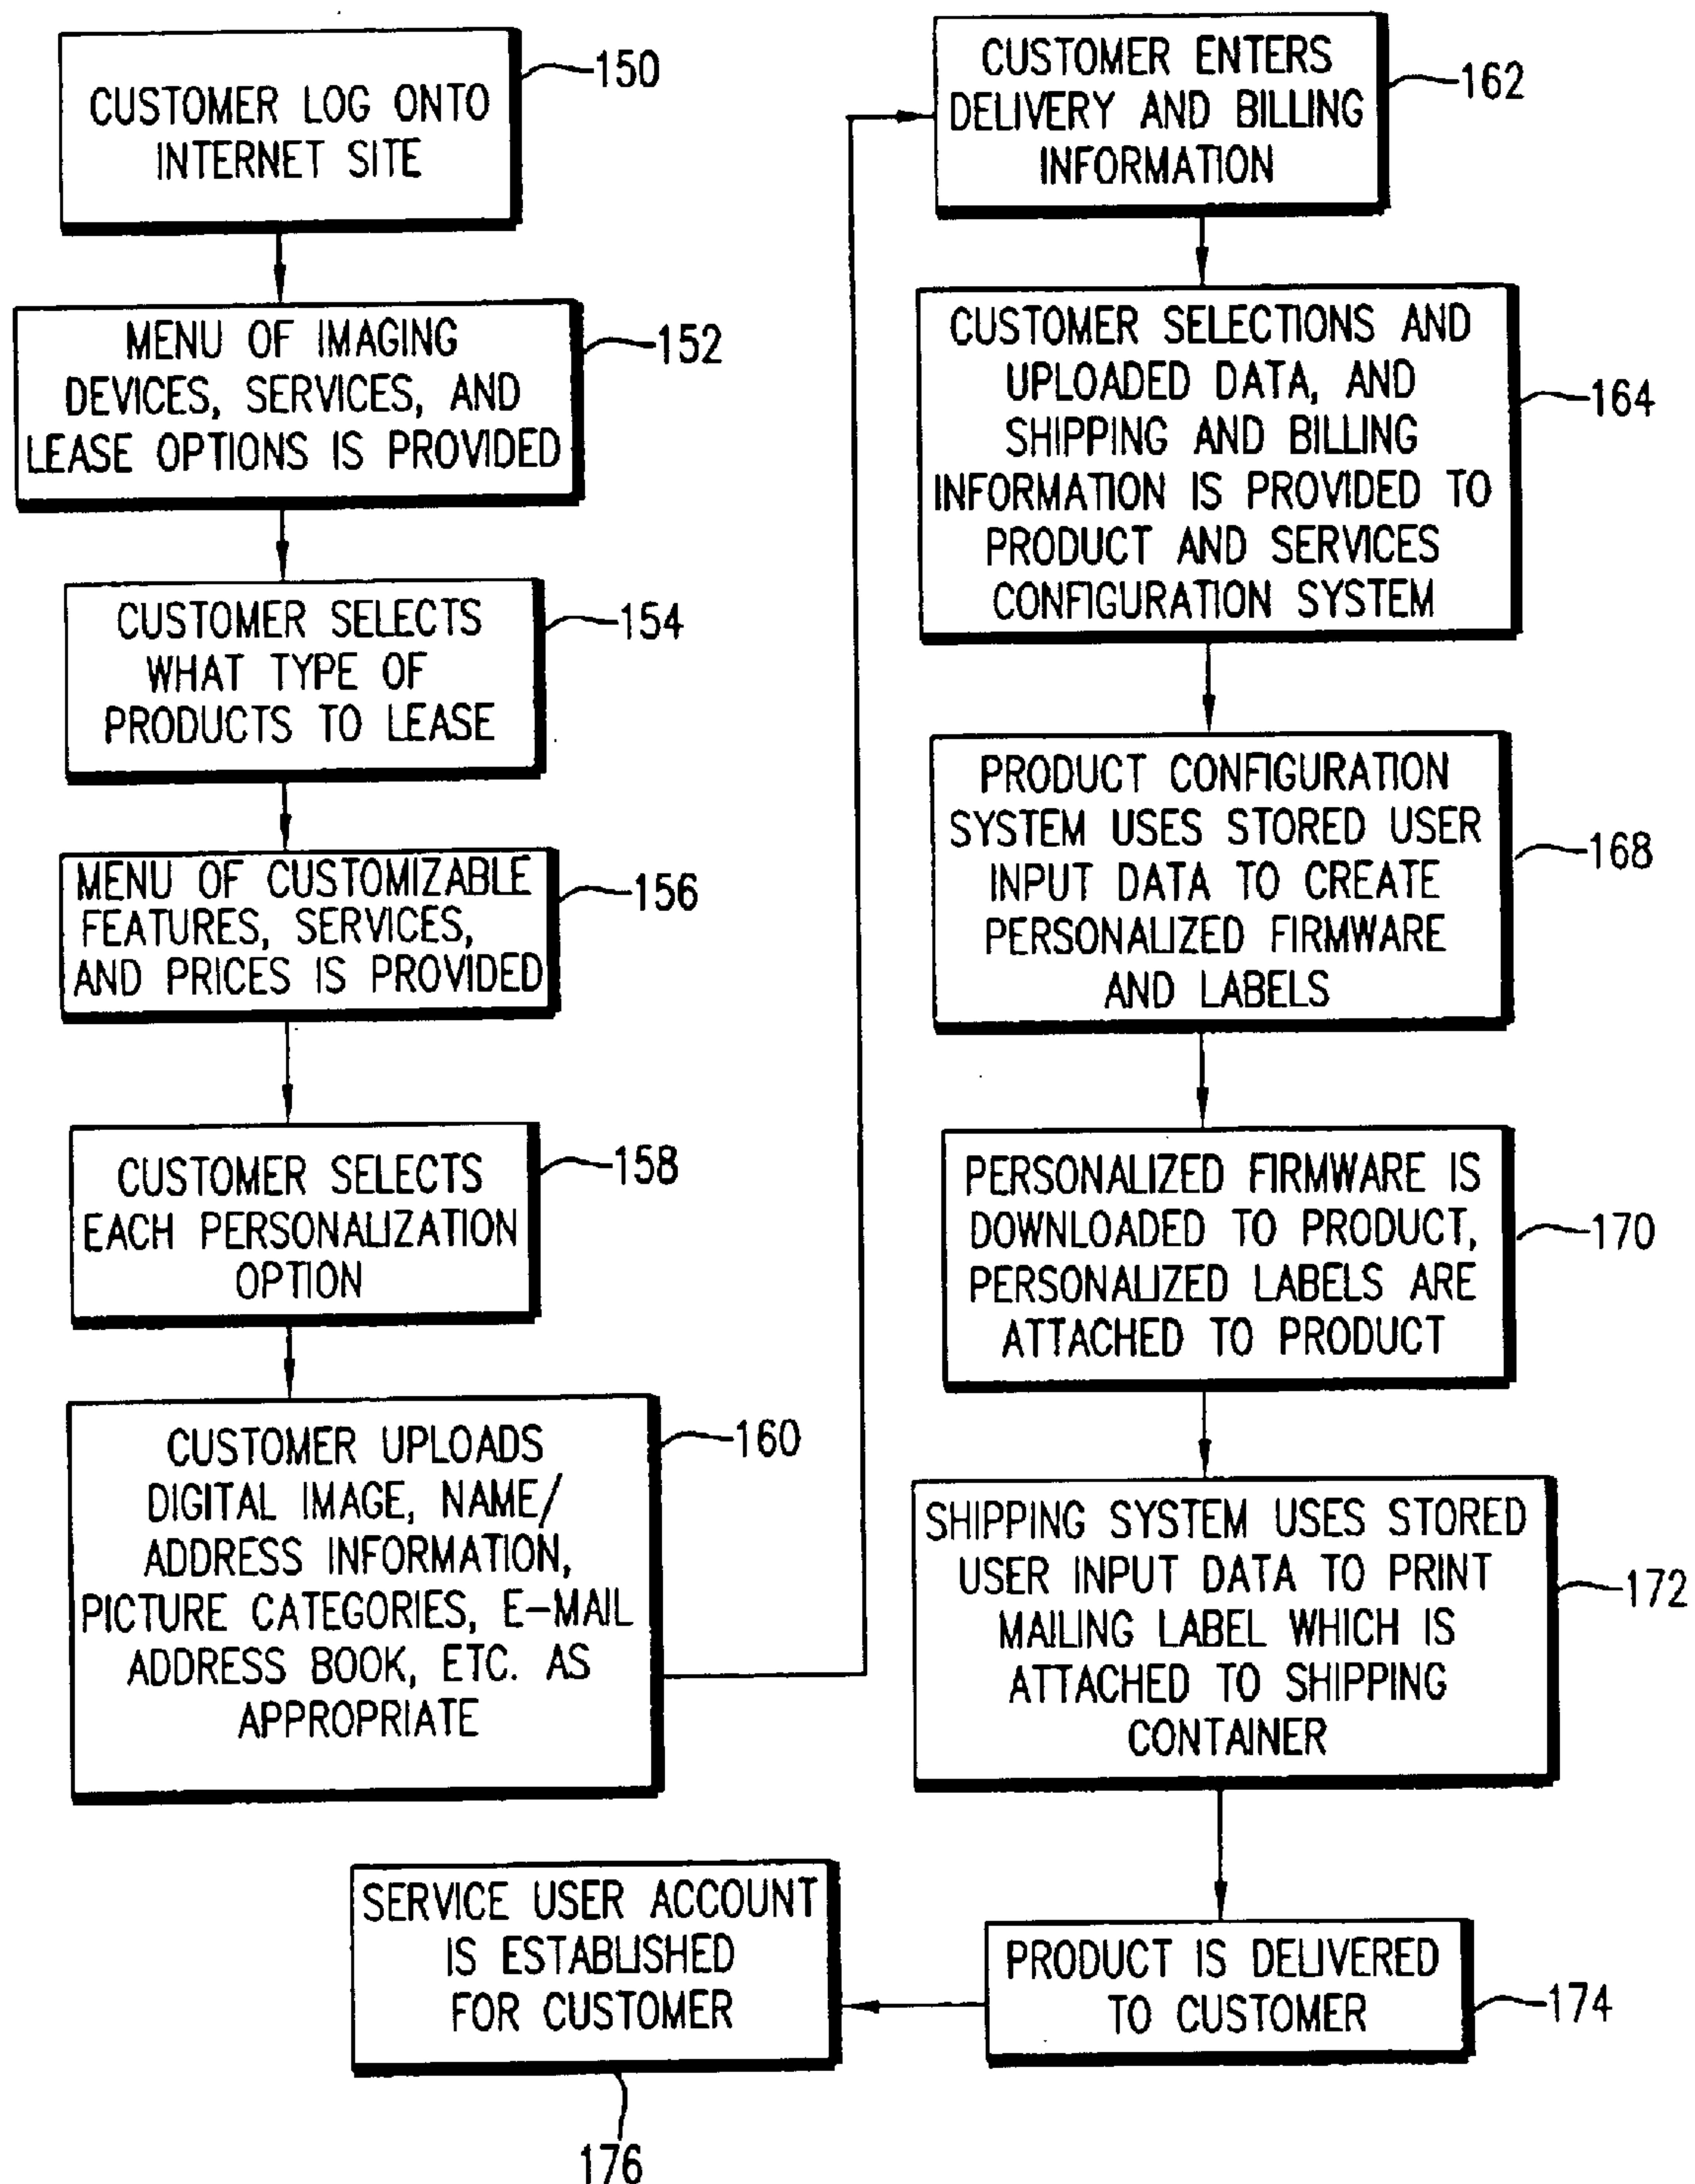 CUSTOMER LOG ONTO
INTERNET SITE
150
MENU OF IMAGING
DEVICES, SERVICES, AND
LEASE OPTIONS IS PROVIDED
152
CUSTOMER SELECTS
WHAT TYPE OF
PRODUCTS TO LEASE
154
MENU OF CUSTOMIZABLE
FEATURES, SERVICES,
AND PRICES IS PROVIDED
156
CUSTOMER SELECTS
EACH PERSONALIZATION
OPTION
158
CUSTOMER UPLOADS
DIGITAL IMAGE, NAME/
ADDRESS INFORMATION,
PICTURE CATEGORIES, E-MAIL
ADDRESS BOOK, ETC. AS
APPROPRIATE
160
CUSTOMER ENTERS
DELIVERY AND BILLING
INFORMATION
162
CUSTOMER SELECTIONS AND
UPLOADED DATA, AND
SHIPPING AND BILLING
INFORMATION IS PROVIDED TO
PRODUCT AND SERVICES
CONFIGURATION SYSTEM
164
PRODUCT CONFIGURATION
SYSTEM USES STORED USER
INPUT DATA TO CREATE
PERSONALIZED FIRMWARE
AND LABELS
168
PERSONALIZED FIRMWARE IS
DOWNLOADED TO PRODUCT,
PERSONALIZED LABELS ARE
ATTACHED TO PRODUCT
170
SHIPPING SYSTEM USES STORED
USER INPUT DATA TO PRINT
MAILING LABEL WHICH IS
ATTACHED TO SHIPPING
CONTAINER
172
PRODUCT IS DELIVERED
TO CUSTOMER
174
SERVICE USER ACCOUNT
IS ESTABLISHED
FOR CUSTOMER
176